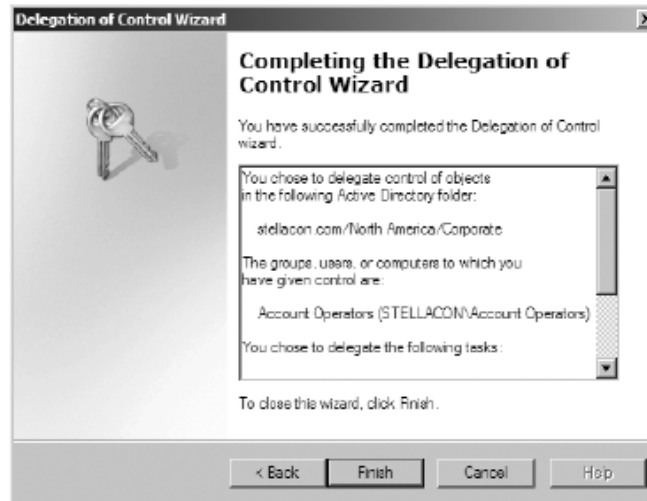 Delegation of Control Wizard
Completing the Delegation of
Control Wizard
You have successfully completed the Delegation of Control
wizard.
You chose to delegate control of objects
in the following Active Directory folder:
stellacon.com/North America/Corporate
The groups, users, or computers to which you
have given control are:
Account Operators (STELLACON\Account Operators)
You chose to delegate the following tasks:
To close this wizard, click Finish.
< Back Finish Cancel Help